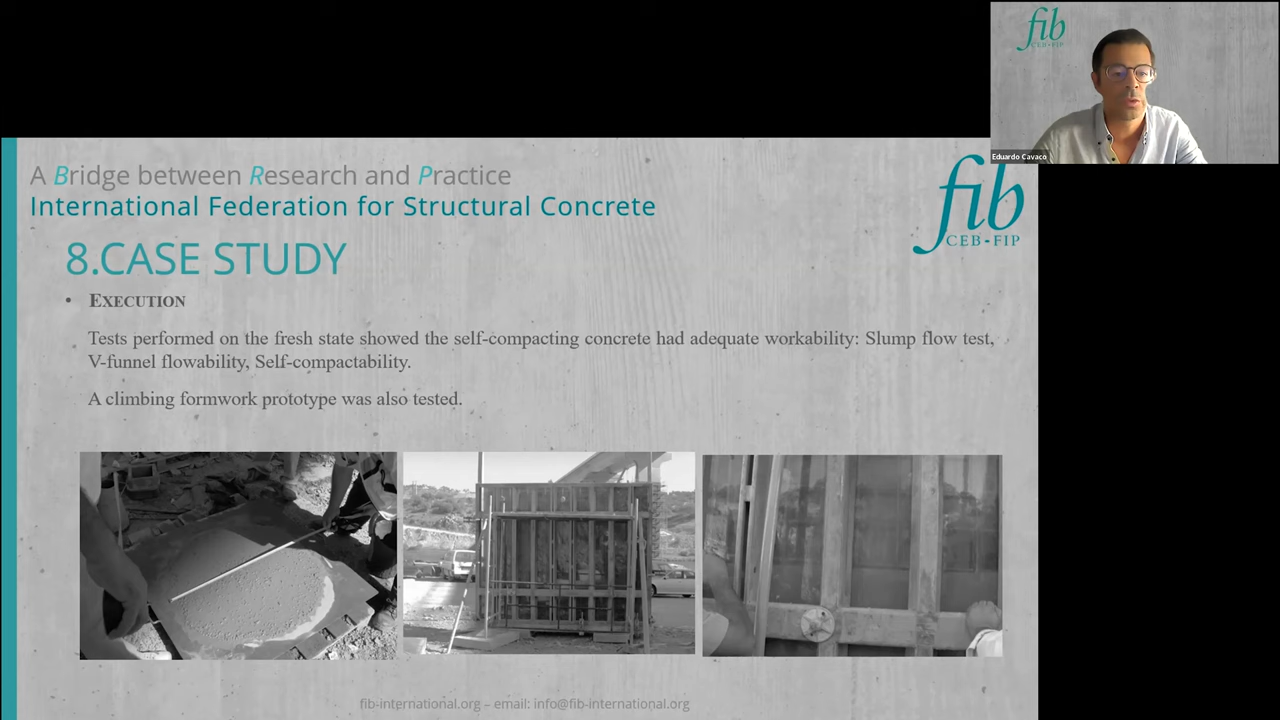 fib
CEB-FIP
Eduardo Cavaco
A Bridge between Research and Practice
International Federation for Structural Concrete
fib
CEB-FIP
8.CASE STUDY
• EXECUTION
Tests performed on the fresh state showed the self-compacting concrete had adequate workability: Slump flow test,
V-funnel flowability, Self-compactability.
A climbing formwork prototype was also tested.
fib-international.org – email: info@fib-international.org